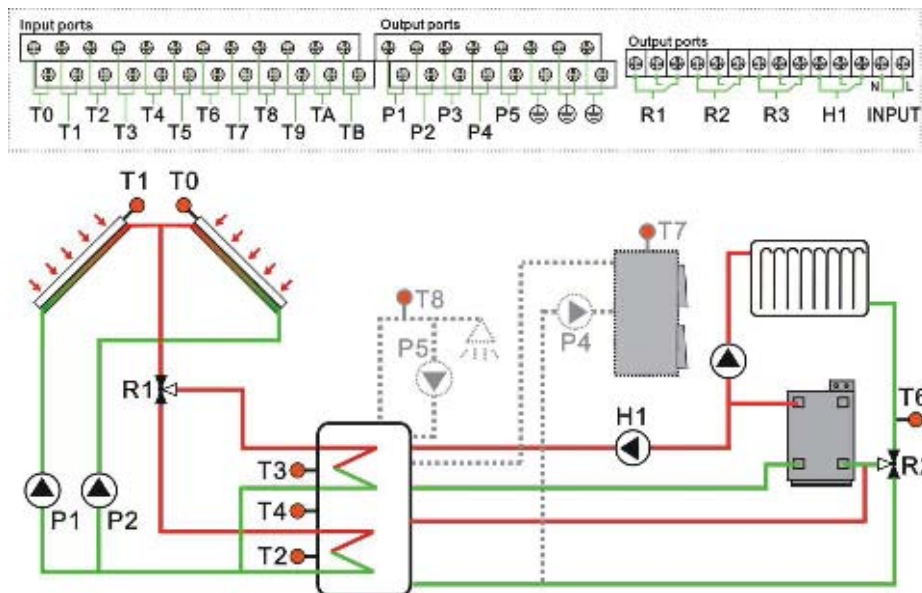 Input ports
Output ports
Output ports
T0 T2 T4 T6 T8 TA P1 P3 P5
T1 T3 T5 T7 T9 TB P2 P4
R1 R2 R3 H1 N L INPUT
T1 T0
T7
T8
P5
P4
R1
H1
T6
T3
R2
P1 P2
T4
T2